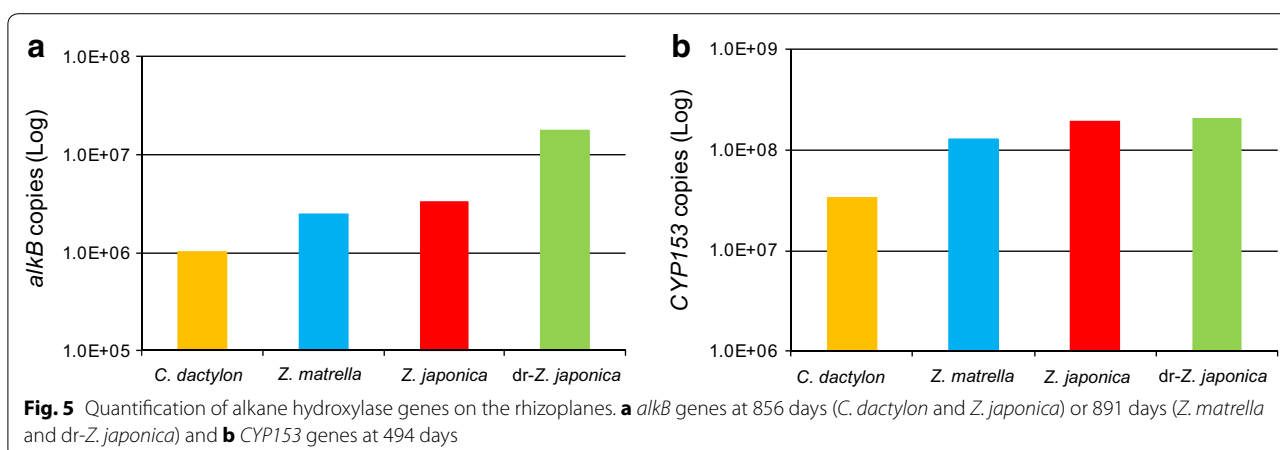 a
1.0E+08
1.0E+07
1.0E+06
1.0E+05
alkB copies (Log)
C. dactylon Z. matrella Z. japonica dr-Z. japonica
b
1.0E+09
1.0E+08
1.0E+07
1.0E+06
CYP153 copies (Log)
C. dactylon Z. matrella Z. japonica dr-Z. japonica
Fig. 5 Quantification of alkane hydroxylase genes on the rhizoplanes. a alkB genes at 856 days (C. dactylon and Z. japonica) or 891 days (Z. matrella
and dr-Z. japonica) and b CYP153 genes at 494 days